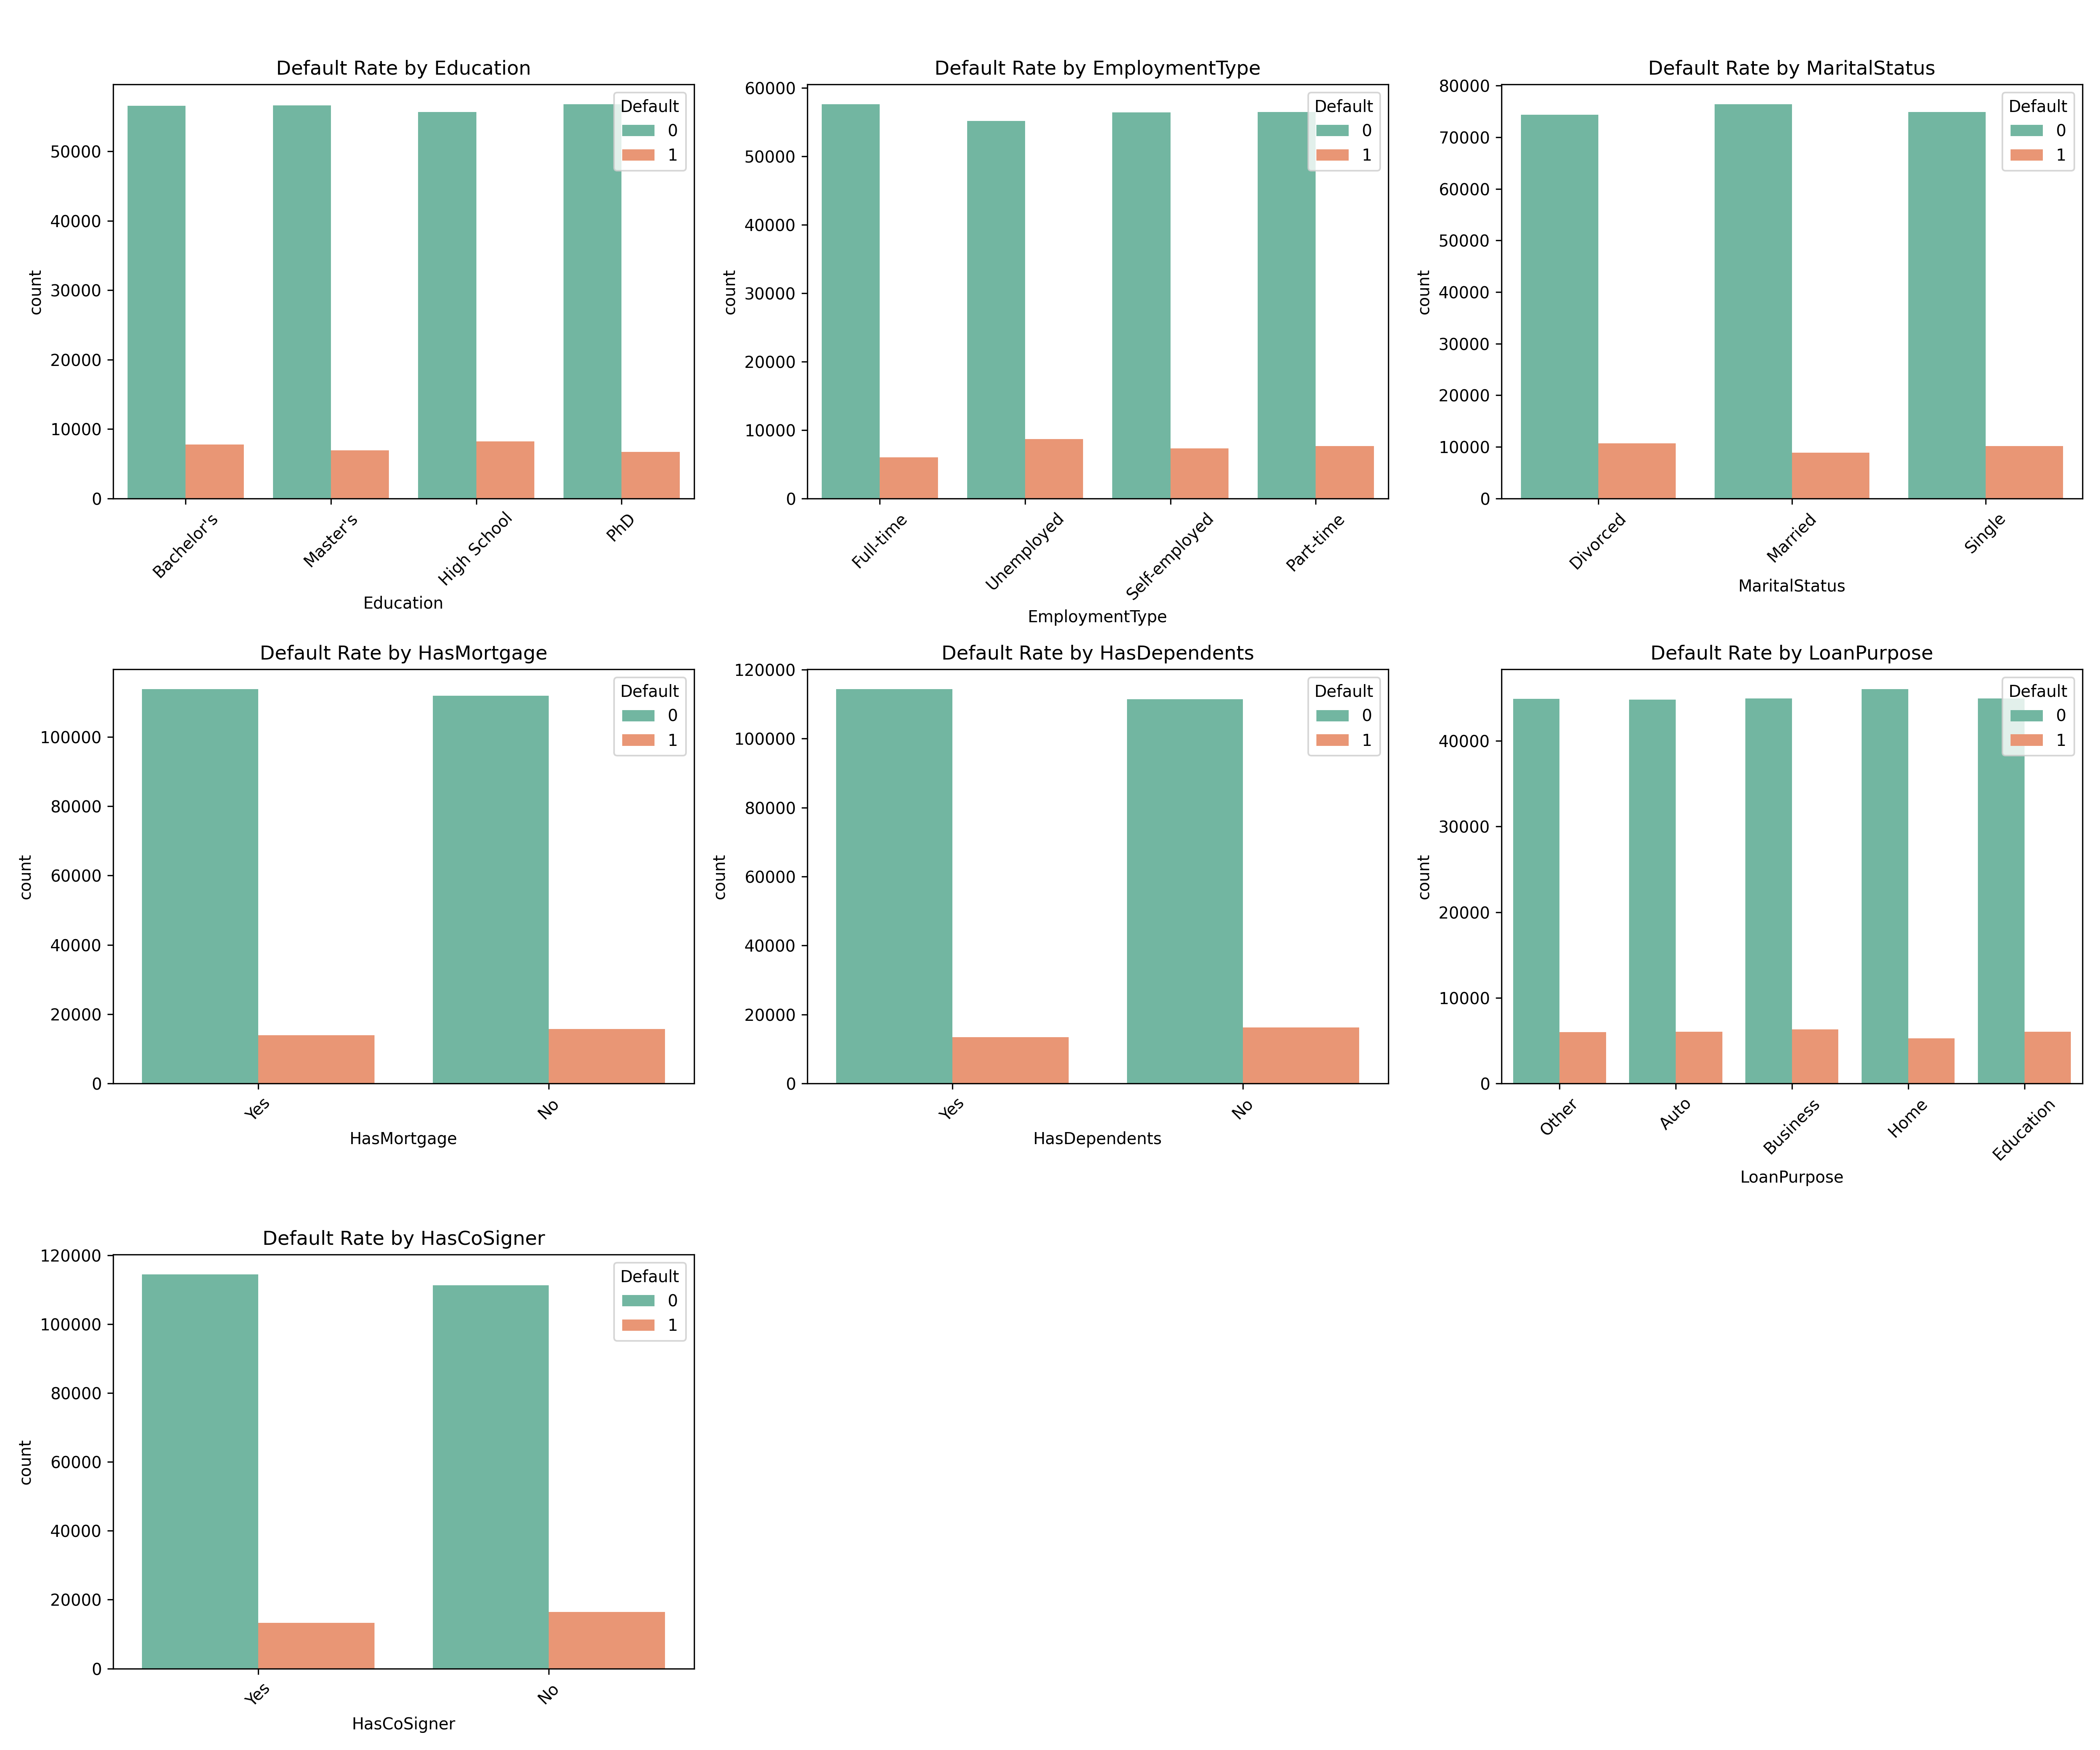 Default Rate by Education
Default
0
1
50000
40000
30000
20000
10000
0
count
Bachelor's
Master's
High School
PhD
Education
Default Rate by EmploymentType
Default
0
1
60000
50000
40000
30000
20000
10000
0
count
Full-time
Unemployed
Self-employed
Part-time
EmploymentType
Default Rate by MaritalStatus
Default
0
1
80000
70000
60000
50000
40000
30000
20000
10000
0
count
Divorced
Married
Single
MaritalStatus
Default Rate by HasMortgage
Default
0
1
100000
80000
60000
40000
20000
0
count
Yes
No
HasMortgage
Default Rate by HasDependents
Default
0
1
120000
100000
80000
60000
40000
20000
0
count
Yes
No
HasDependents
Default Rate by LoanPurpose
Default
0
1
40000
30000
20000
10000
0
count
Other
Auto
Business
Home
Education
LoanPurpose
Default Rate by HasCoSigner
Default
0
1
120000
100000
80000
60000
40000
20000
0
count
Yes
No
HasCoSigner